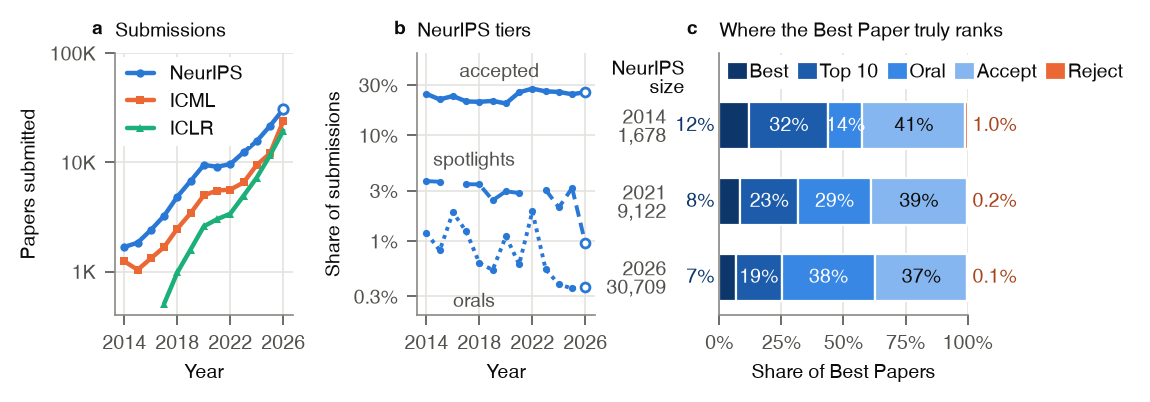 a Submissions
100K
10K
1K
Papers submitted
NeurIPS
ICML
ICLR
2014 2018 2022 2026
Year
b NeurIPS tiers
30%
10%
3%
1%
0.3%
Share of submissions
accepted
spotlights
orals
2014 2018 2022 2026
Year
c Where the Best Paper truly ranks
NeurIPS
size
Best Top 10 Oral Accept Reject
2014
1,678
12% 32% 14% 41% 1.0%
2021
9,122
8% 23% 29% 39% 0.2%
2026
30,709
7% 19% 38% 37% 0.1%
0% 25% 50% 75% 100%
Share of Best Papers